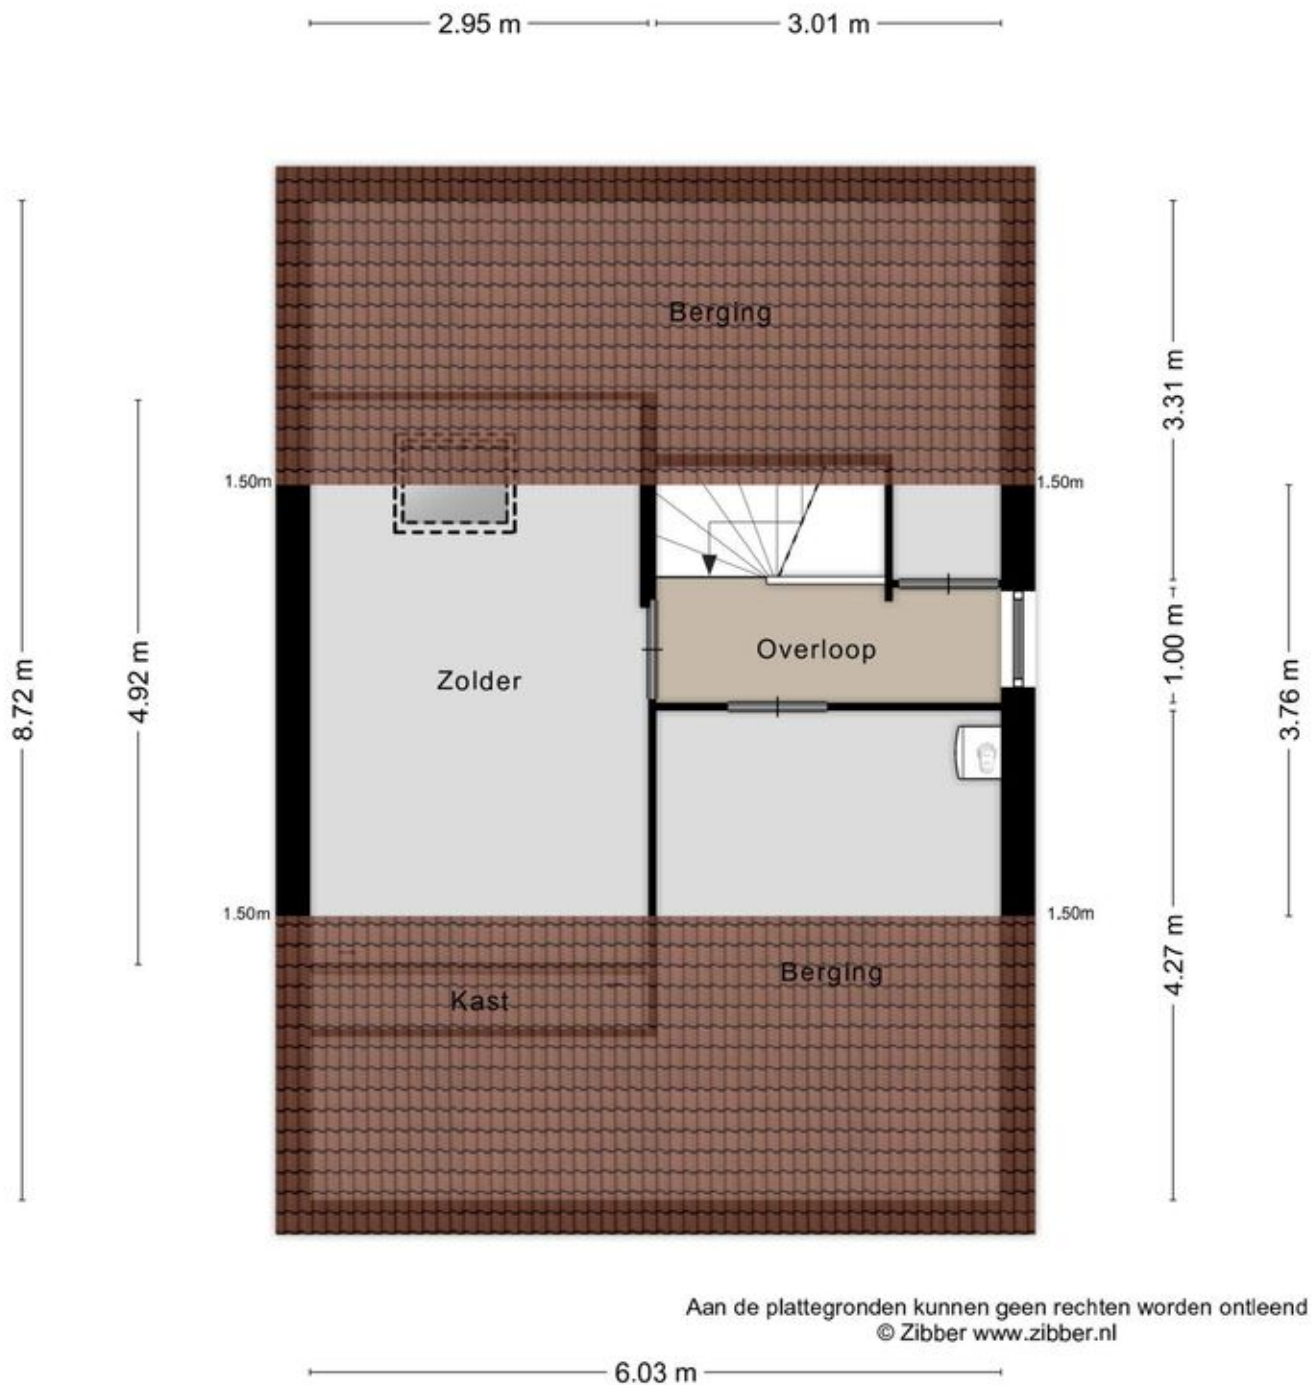 2.95 m
3.01 m
Berging
3.31 m
1.50m
1.50m
Overloop
1.00 m
Zolder
8.72 m
4.92 m
3.76 m
1.50m
1.50m
4.27 m
Berging
Kast
Aan de plattegronden kunnen geen rechten worden ontleend
© Zibber www.zibber.nl
6.03 m